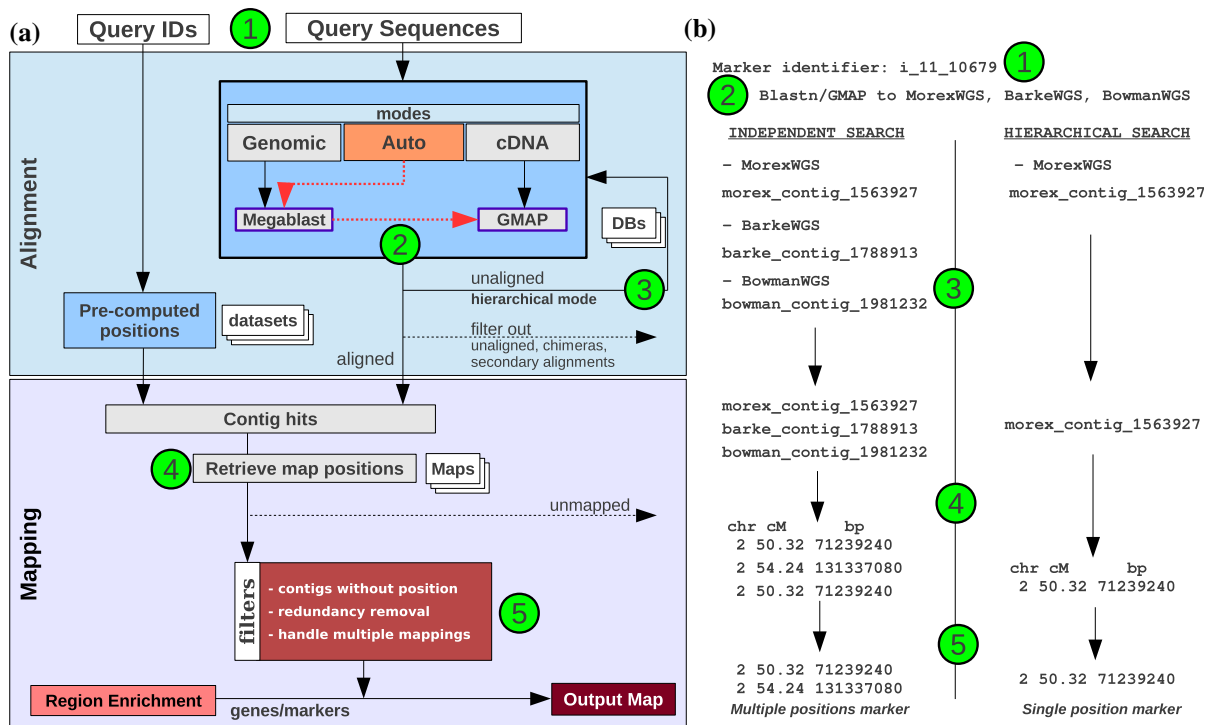 (a)
Query IDs
1
Query Sequences
Alignment
modes
Genomic
Auto
cDNA
Megablast
GMAP
DBs
2
unaligned
hierarchical mode
3
Pre-computed
positions
datasets
filter out
unaligned, chimeras,
secondary alignments
aligned
Mapping
Contig hits
4
Retrieve map positions
Maps
unmapped
filters
- contigs without position
- redundancy removal
- handle multiple mappings
5
Region Enrichment
genes/markers
Output Map
(b)
Marker identifier: i_11_10679
1
2
Blastn/GMAP to MorexWGS, BarkeWGS, BowmanWGS
INDEPENDENT SEARCH
– MorexWGS
morex_contig_1563927
– BarkeWGS
barke_contig_1788913
– BowmanWGS
bowman_contig_1981232
morex_contig_1563927
barke_contig_1788913
bowman_contig_1981232
chr cM bp
2 50.32 71239240
2 54.24 131337080
2 50.32 71239240
2 50.32 71239240
2 54.24 131337080
Multiple positions marker
3
4
5
HIERARCHICAL SEARCH
– MorexWGS
morex_contig_1563927
morex_contig_1563927
chr cM bp
2 50.32 71239240
2 50.32 71239240
Single position marker